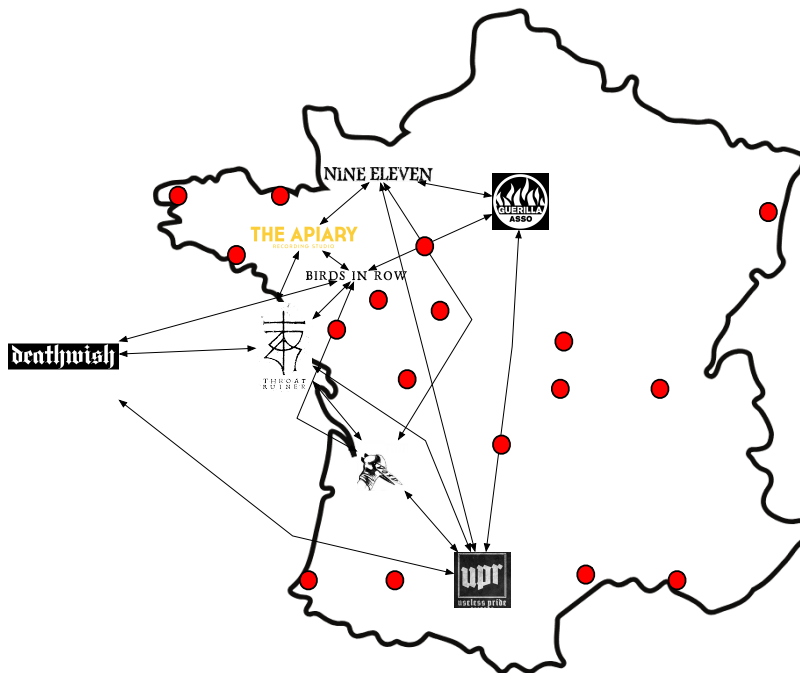 NiNE ELEVEN
GUERILLA
ASSO
THE APIARY
RECORDING STUDIO
BIRDS IN ROW
deathwish
THROAT
RUINER
upr
useless pride